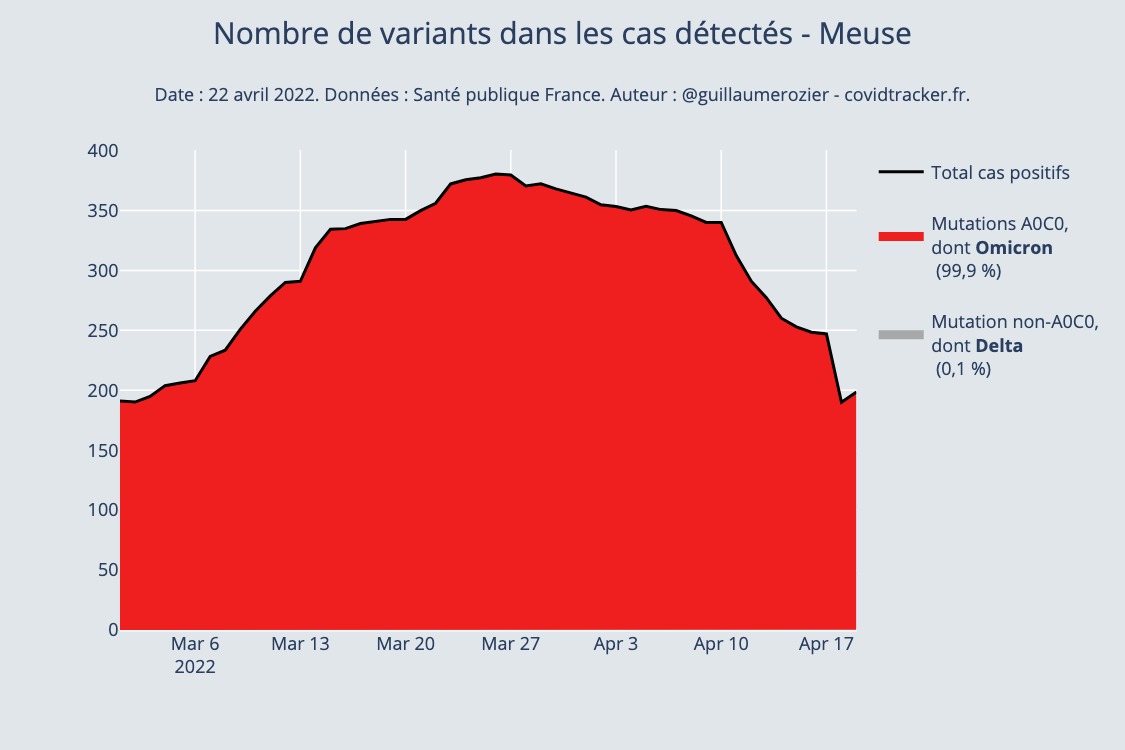 Nombre de variants dans les cas détectés - Meuse
Date : 22 avril 2022. Données : Santé publique France. Auteur : @guillaumerozier - covidtracker.fr.
400
350
300
250
200
150
100
50
0
Mar 6
2022
Mar 13
Mar 20
Mar 27
Apr 3
Apr 10
Apr 17
Total cas positifs
Mutations A0C0,
dont Omicron
(99,9 %)
Mutation non-A0C0,
dont Delta
(0,1 %)